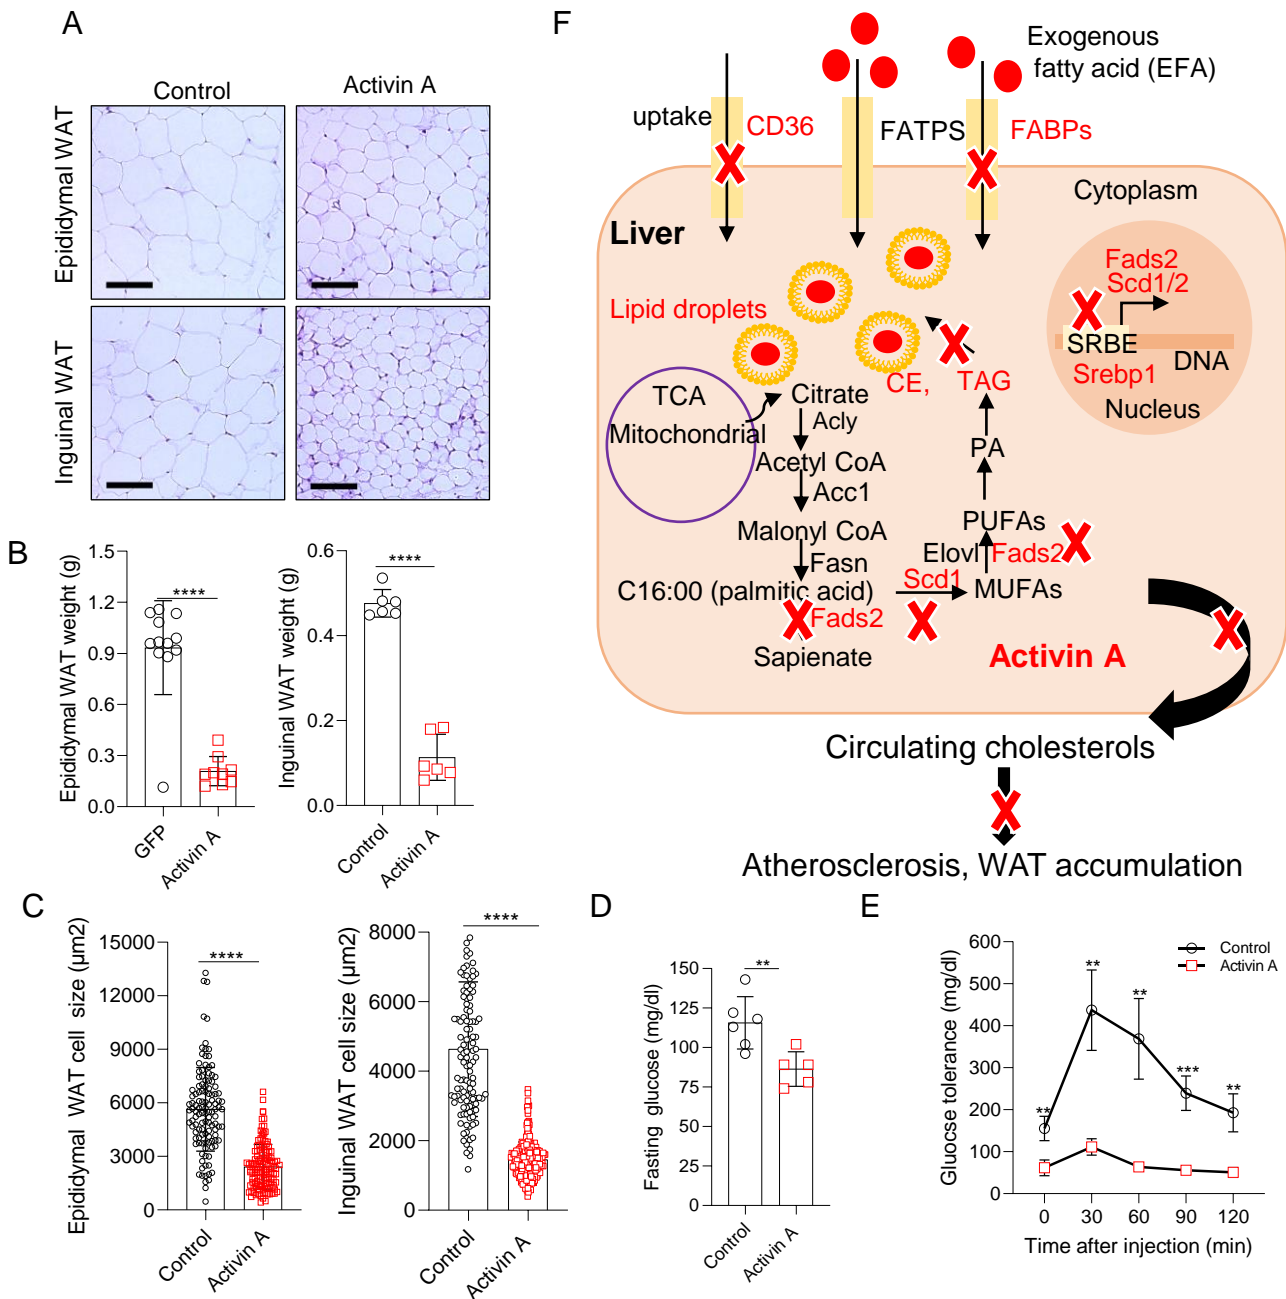 A
Control
Activin A
Epididymal WAT
Inguinal WAT
B
Epididymal WAT weight (g)
1.5
1.2
0.9
0.6
0.3
0.0
****
GFP
Activin A
Inguinal WAT weight (g)
0.6
0.4
0.2
0.0
****
Control
Activin A
C
Epididymal WAT cell size (µm2)
15000
12000
9000
6000
3000
0
****
Control
Activin A
Inguinal WAT cell size (µm2)
8000
6000
4000
2000
0
****
Control
Activin A
D
Fasting glucose (mg/dl)
150
125
100
75
50
25
0
**
Control
Activin A
E
Glucose tolerance (mg/dl)
600
500
400
300
200
100
0
**
**
**
***
**
Control
Activin A
0
30
60
90
120
Time after injection (min)
F
Exogenous
fatty acid (EFA)
uptake
CD36
FATPS
FABPs
Cytoplasm
Liver
Fads2
Scd1/2
Lipid droplets
SRBE
DNA
Srebp1
Nucleus
CE,
TAG
TCA
Mitochondrial
Citrate
Acly
Acetyl CoA
Acc1
Malonyl CoA
Fasn
C16:00 (palmitic acid)
Fads2
Sapienate
Scd1
MUFAs
Elovl
Fads2
PUFAs
PA
Activin A
Circulating cholesterols
Atherosclerosis, WAT accumulation